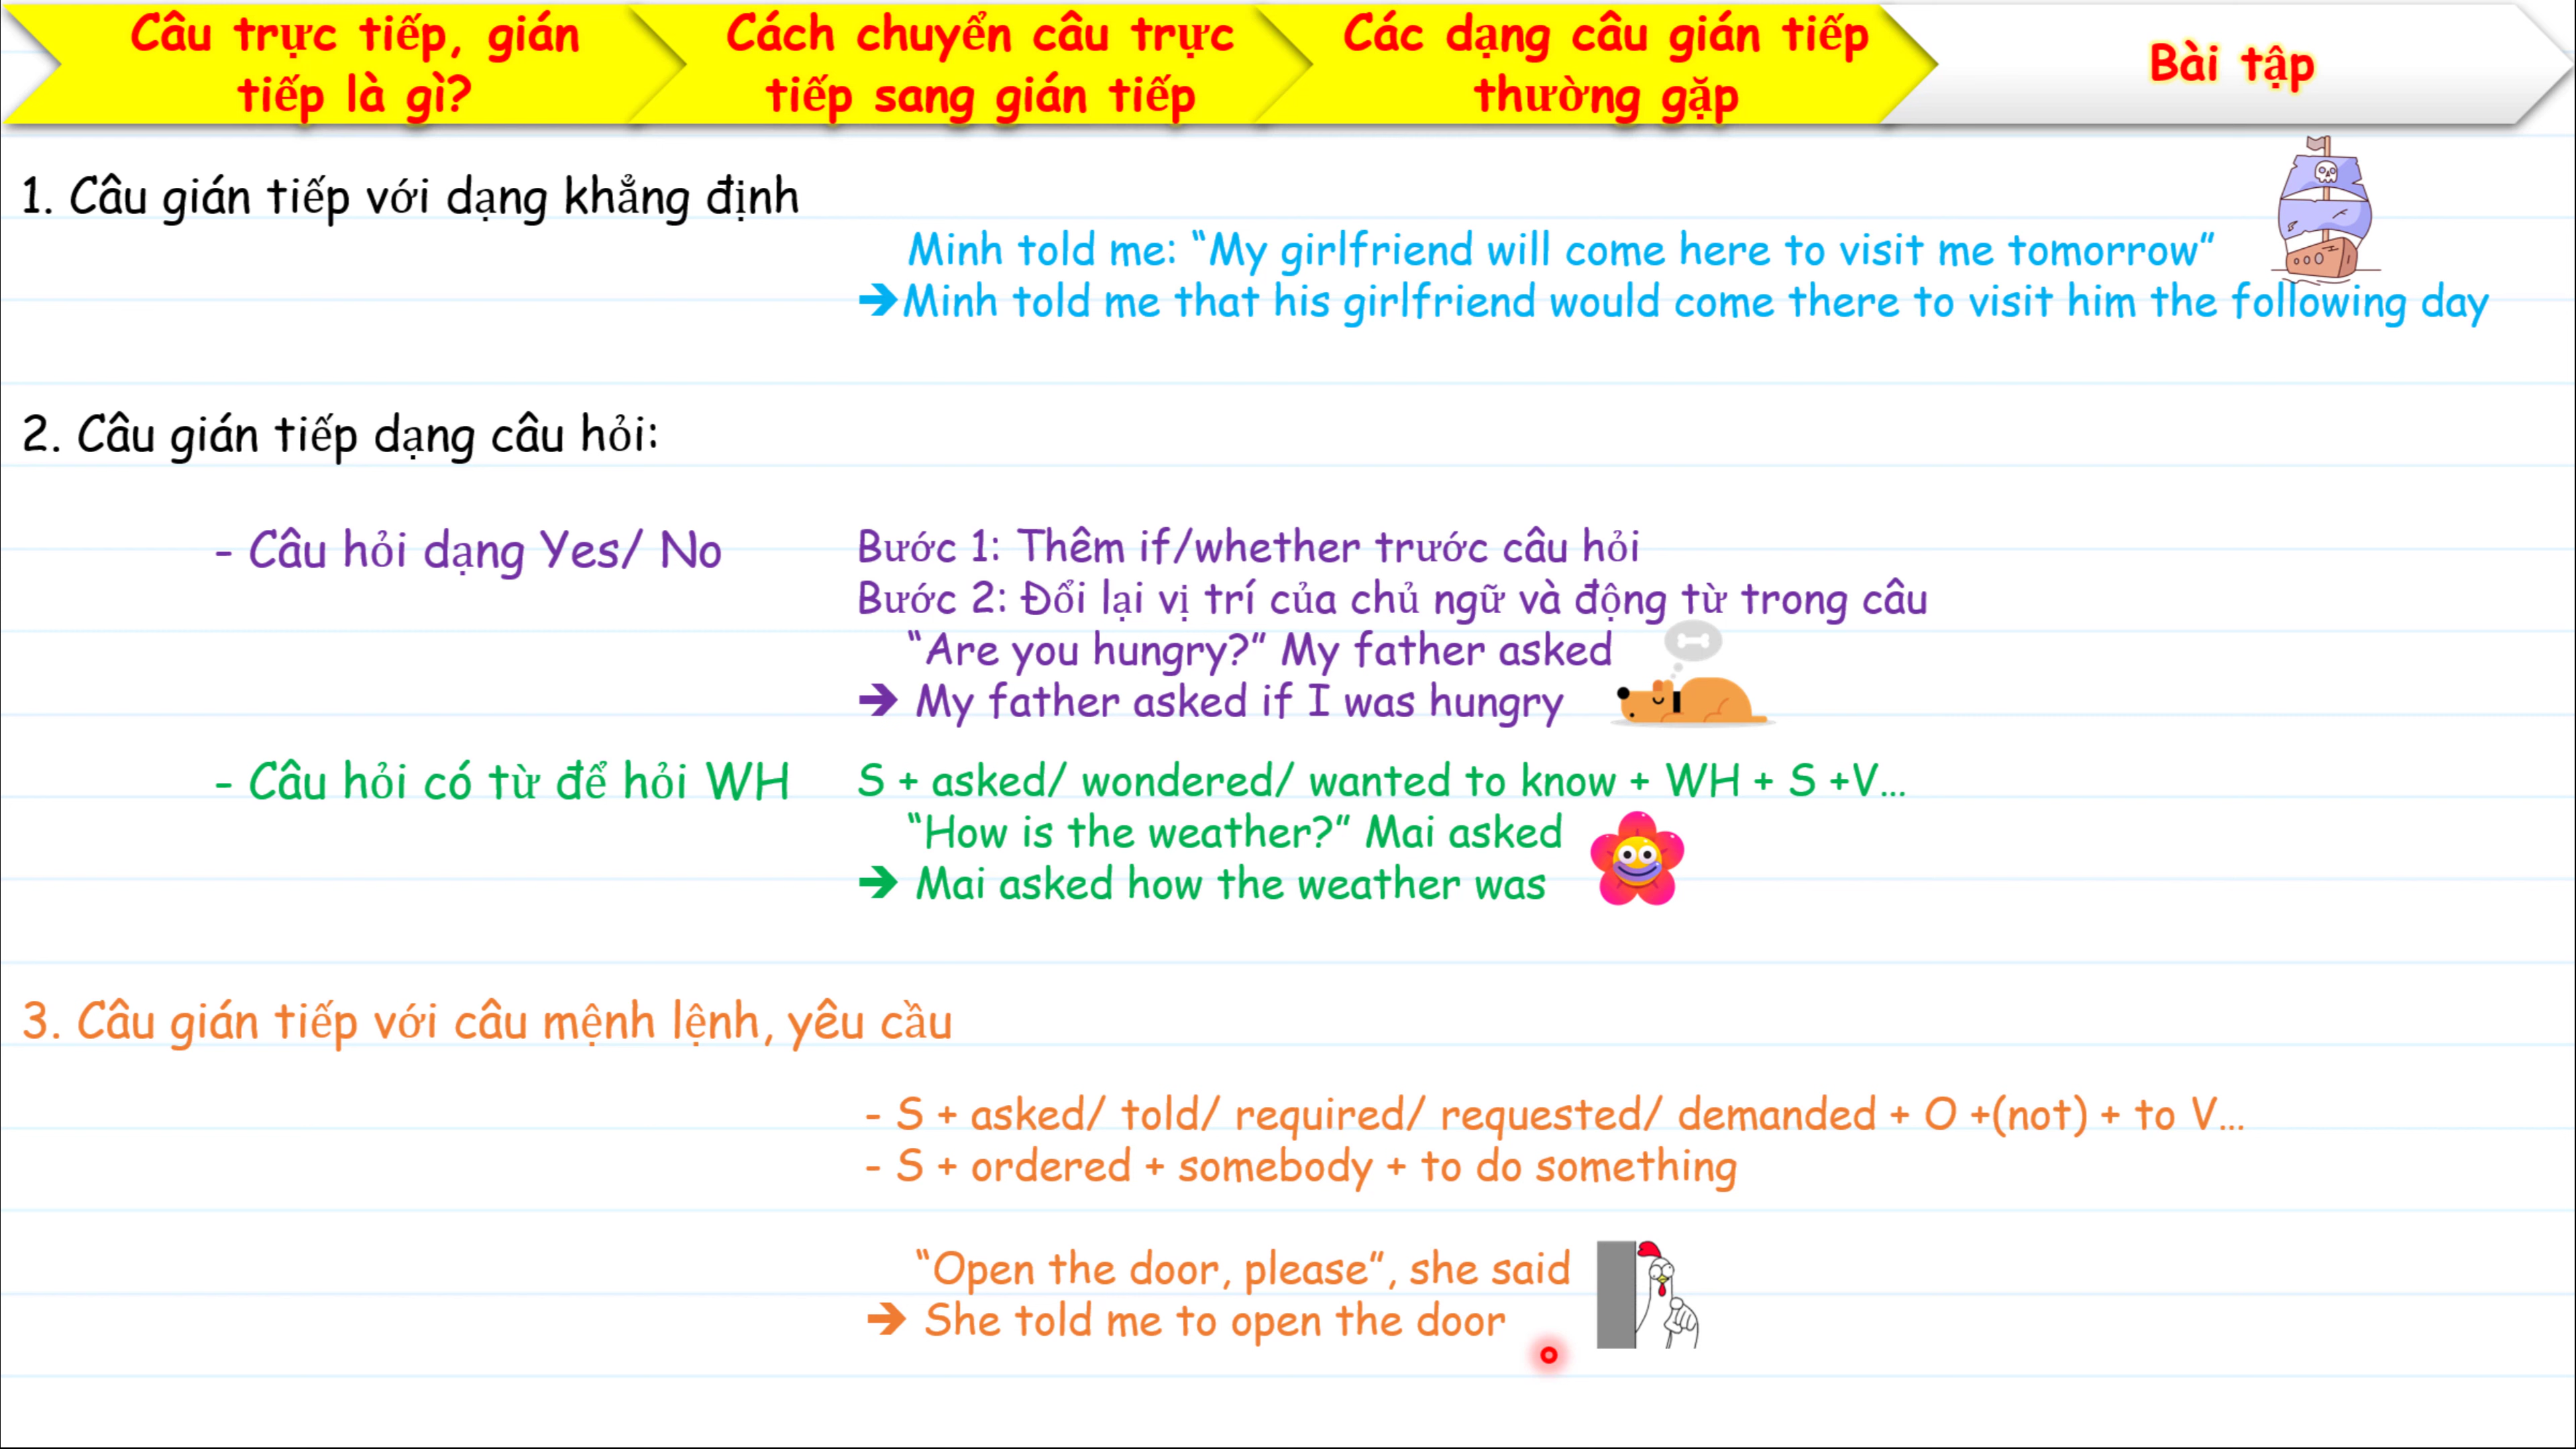 Câu trực tiếp, gián
tiếp là gì?
Cách chuyển câu trực
tiếp sang gián tiếp
Các dạng câu gián tiếp
thường gặp
Bài tập
1. Câu gián tiếp với dạng khẳng định
Minh told me: “My girlfriend will come here to visit me tomorrow”
➔Minh told me that his girlfriend would come there to visit him the following day
2. Câu gián tiếp dạng câu hỏi:
- Câu hỏi dạng Yes/ No
Bước 1: Thêm if/whether trước câu hỏi
Bước 2: Đổi lại vị trí của chủ ngữ và động từ trong câu
“Are you hungry?” My father asked
➔ My father asked if I was hungry
- Câu hỏi có từ để hỏi WH
S + asked/ wondered/ wanted to know + WH + S +V…
“How is the weather?” Mai asked
➔ Mai asked how the weather was
3. Câu gián tiếp với câu mệnh lệnh, yêu cầu
- S + asked/ told/ required/ requested/ demanded + O +(not) + to V…
- S + ordered + somebody + to do something
“Open the door, please”, she said
➔ She told me to open the door